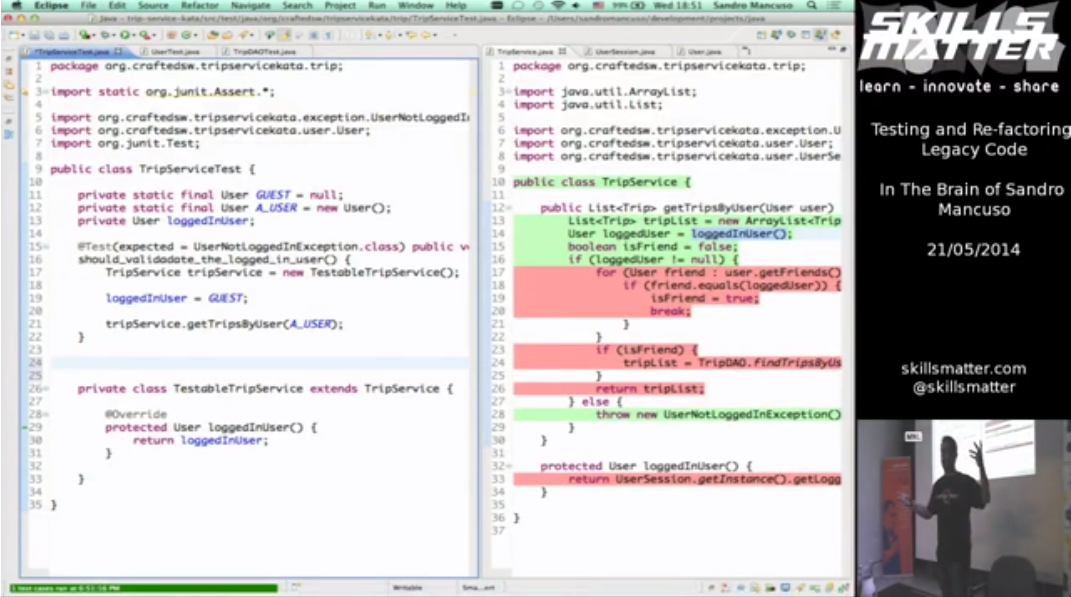 Eclipse File Edit Source Refactor Navigate Search Project Run Window Help
99% Wed 18:51 Sandro Mancuso
Java - trip-service-kata/src/test/java/org/craftedsw/tripservicekata/trip/TripServiceTest.java - Eclipse - /Users/sandromancuso/development/projects/java
*TripServiceTest.java UserTest.java TripDAOTest.java
1 package org.craftedsw.tripservicekata.trip;
2
3 import static org.junit.Assert.*;
4
5 import org.craftedsw.tripservicekata.exception.UserNotLoggedI
6 import org.craftedsw.tripservicekata.user.User;
7 import org.junit.Test;
8
9 public class TripServiceTest {
10
11 private static final User GUEST = null;
12 private static final User A_USER = new User();
13 private User loggedInUser;
14
15 @Test(expected = UserNotLoggedInException.class) public v
16 should_validadate_the_logged_in_user() {
17 TripService tripService = new TestableTripService();
18
19 loggedInUser = GUEST;
20
21 tripService.getTripsByUser(A_USER);
22 }
23
24
25
26 private class TestableTripService extends TripService {
27
28 @Override
29 protected User loggedInUser() {
30 return loggedInUser;
31 }
32
33 }
34
35 }
TripService.java UserSession.java User.java
1 package org.craftedsw.tripservicekata.trip;
2
3 import java.util.ArrayList;
4 import java.util.List;
5
6 import org.craftedsw.tripservicekata.exception.U
7 import org.craftedsw.tripservicekata.user.User;
8 import org.craftedsw.tripservicekata.user.UserSe
9
10 public class TripService {
11
12 public List<Trip> getTripsByUser(User user)
13 List<Trip> tripList = new ArrayList<Trip
14 User loggedUser = loggedInUser();
15 boolean isFriend = false;
16 if (loggedUser != null) {
17 for (User friend : user.getFriends()
18 if (friend.equals(loggedUser)) {
19 isFriend = true;
20 break;
21 }
22 }
23 if (isFriend) {
24 tripList = TripDAO.findTripsByUs
25 }
26 return tripList;
27 } else {
28 throw new UserNotLoggedInException()
29 }
30 }
31
32 protected User loggedInUser() {
33 return UserSession.getInstance().getLogg
34 }
35
36 }
37
1 test cases ran at 6:51:16 PM
Writable
Sma...ert
SKILLS
MATTER
learn - innovate - share
Testing and Re-factoring
Legacy Code
In The Brain of Sandro
Mancuso
21/05/2014
skillsmatter.com
@skillsmatter